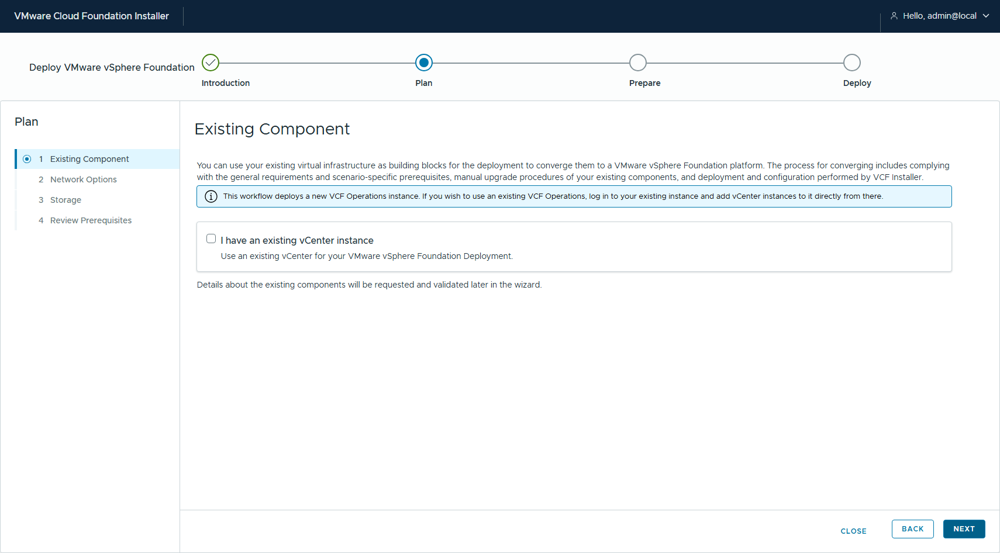 VMware Cloud Foundation Installer
Hello, admin@local
Deploy VMware vSphere Foundation
Introduction
Plan
Prepare
Deploy
Plan
1 Existing Component
2 Network Options
3 Storage
4 Review Prerequisites
Existing Component
You can use your existing virtual infrastructure as building blocks for the deployment to converge them to a VMware vSphere Foundation platform. The process for converging includes complying
with the general requirements and scenario-specific prerequisites, manual upgrade procedures of your existing components, and deployment and configuration performed by VCF Installer.
This workflow deploys a new VCF Operations instance. If you wish to use an existing VCF Operations, log in to your existing instance and add vCenter instances to it directly from there.
I have an existing vCenter instance
Use an existing vCenter for your VMware vSphere Foundation Deployment.
Details about the existing components will be requested and validated later in the wizard.
CLOSE
BACK
NEXT